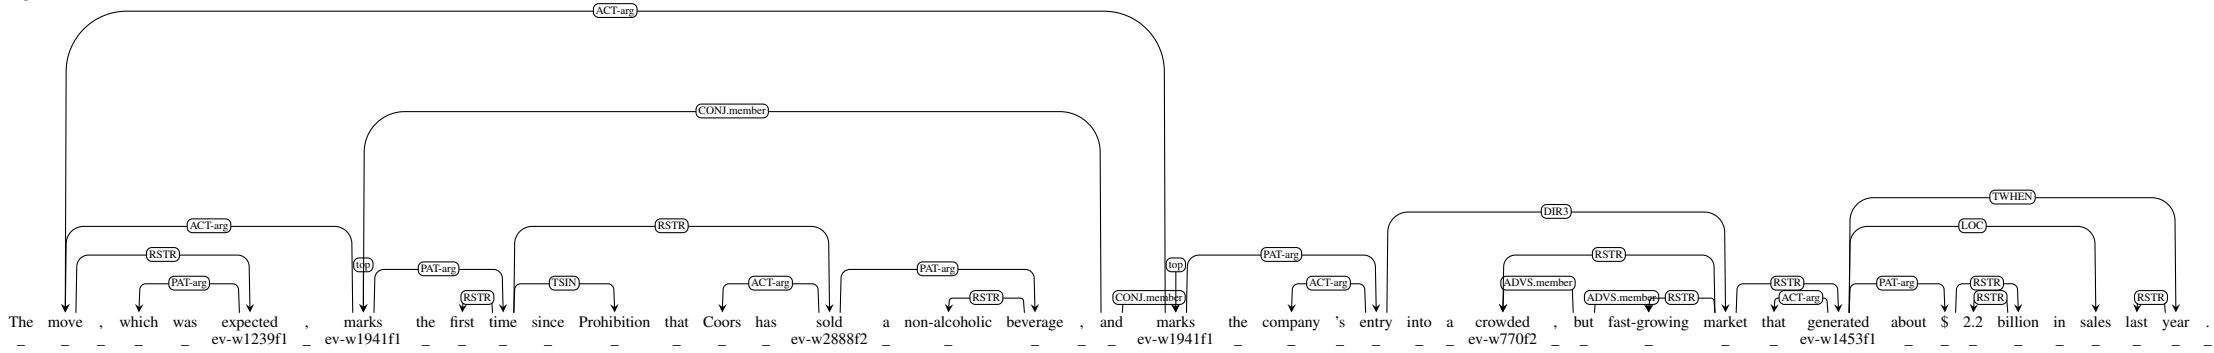 ACT-arg
CONJ.member
TWHEN
DIR3
ACT-arg RSTR LOC
RSTR PAT-arg RSTR
top PAT-arg PAT-arg top
PAT-arg TSIN ACT-arg ACT-arg ADVS.member RSTR PAT-arg RSTR
RSTR RSTR CONJ.member ADVS.member RSTR ACT-arg RSTR RSTR
The move , which was expected , marks the first time since Prohibition that Coors has sold a non-alcoholic beverage , and marks the company 's entry into a crowded , but fast-growing market that generated about $ 2.2 billion in sales last year .
_ _ _ _ _ ev-w1239f1 _ ev-w1941f1 _ _ _ _ _ _ _ _ ev-w2888f2 _ _ _ _ _ ev-w1941f1 _ _ _ _ _ _ ev-w770f2 _ _ _ _ _ ev-w1453f1 _ _ _ _ _ _ _ _ _